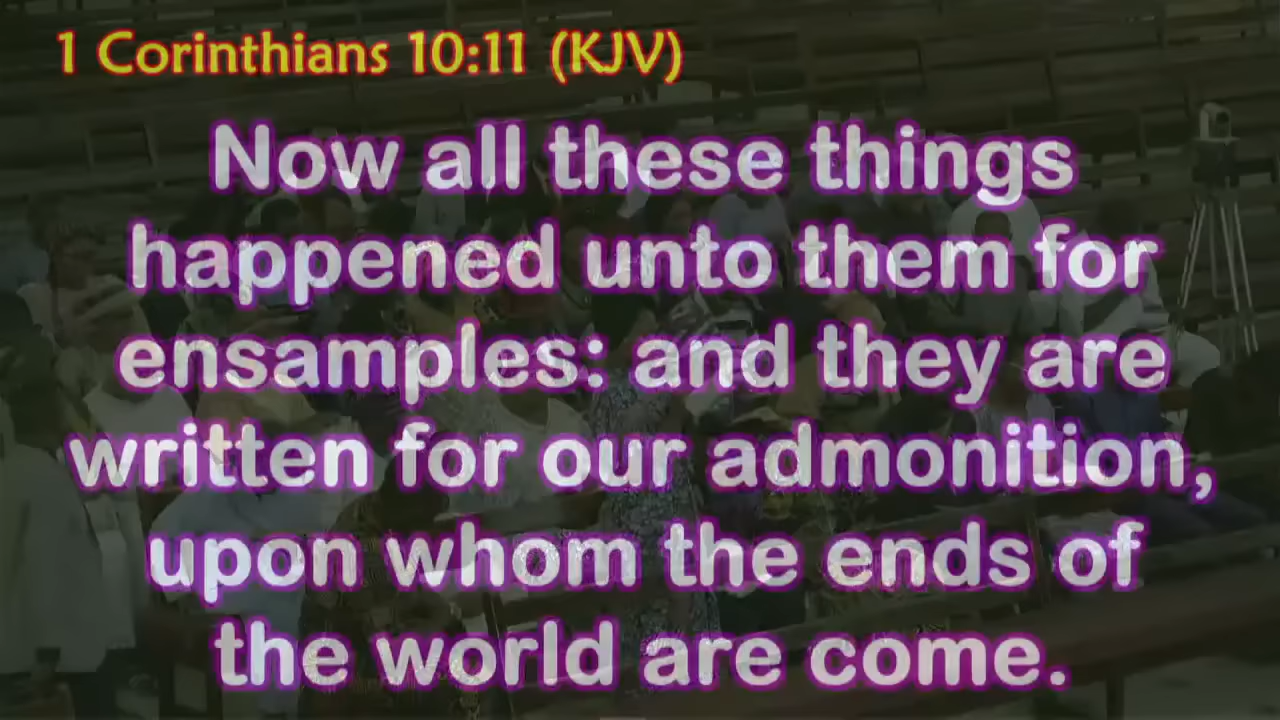 1 Corinthians 10:11 (KJV)
Now all these things
happened unto them for
ensamples: and they are
written for our admonition,
upon whom the ends of
the world are come.